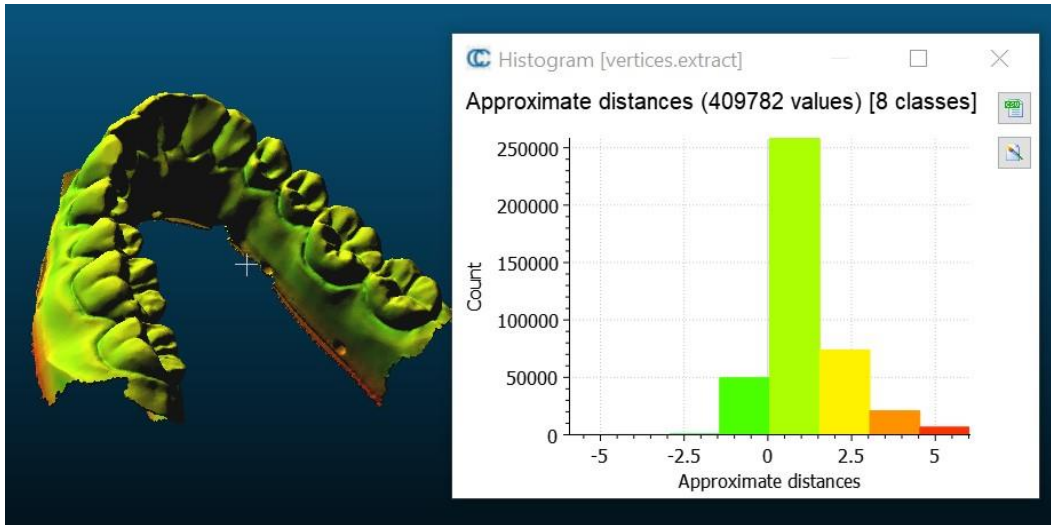 Histogram [vertices.extract]
Approximate distances (409782 values) [8 classes]
CSV
250000
200000
150000
100000
50000
0
Count
-5 -2.5 0 2.5 5
Approximate distances